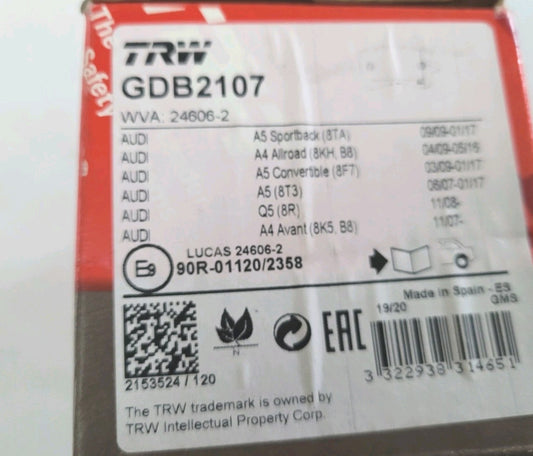 The
Safety
TRW
GDB2107
WVA: 24606-2
AUDI A5 Sportback (8TA) 09/09-01/17
AUDI A4 Allroad (8KH, B8) 04/09-05/16
AUDI A5 Convertible (8F7) 03/09-01/17
AUDI A5 (8T3) 06/07-01/17
AUDI Q5 (8R) 11/08-
AUDI A4 Avant (8K5, B8) 11/07-
LUCAS 24606-2
E9 90R-01120/2358
Made in Spain - ES
19/20 GMS
N
EAC
2153524 / 120
3 322938 314651
The TRW trademark is owned by
TRW Intellectual Property Corp.